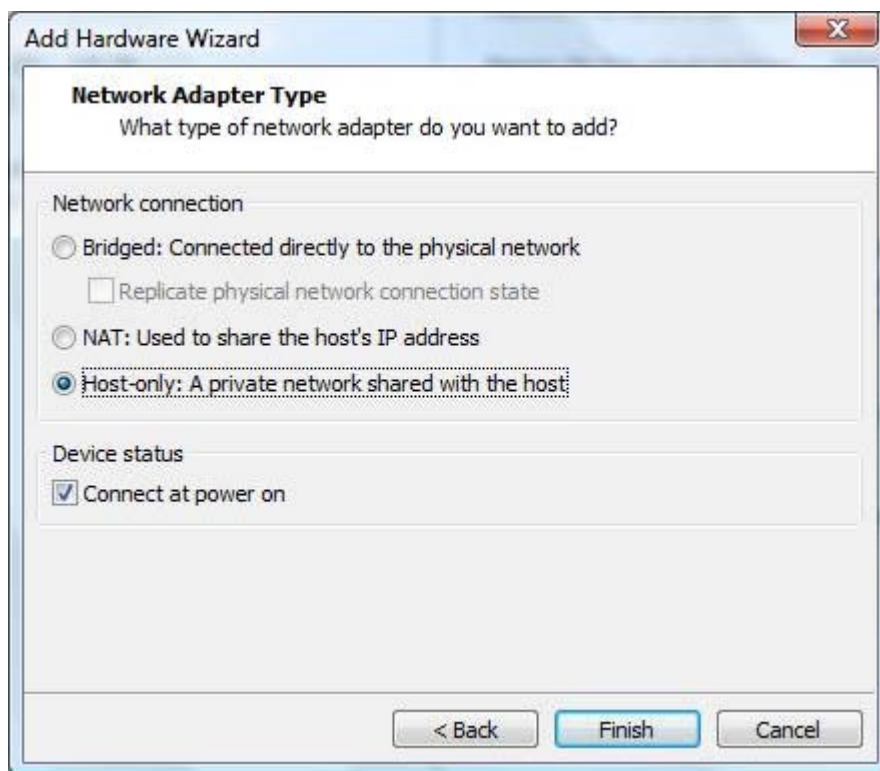 Add Hardware Wizard
Network Adapter Type
What type of network adapter do you want to add?
Network connection
Bridged: Connected directly to the physical network
Replicate physical network connection state
NAT: Used to share the host's IP address
Host-only: A private network shared with the host
Device status
Connect at power on
< Back Finish Cancel